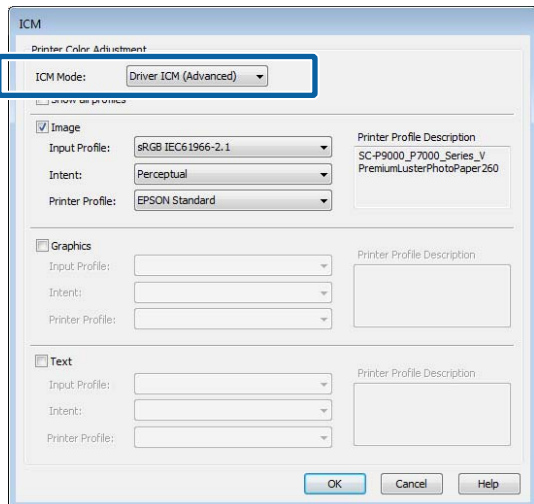 ICM
Printer Color Adjustment
ICM Mode: Driver ICM (Advanced)
Show all profiles
Image
Input Profile: sRGB IEC61966-2.1
Intent: Perceptual
Printer Profile: EPSON Standard
Printer Profile Description
SC-P9000_P7000_Series_V
PremiumLusterPhotoPaper260
Graphics
Input Profile:
Intent:
Printer Profile:
Printer Profile Description
Text
Input Profile:
Intent:
Printer Profile:
Printer Profile Description
OK Cancel Help